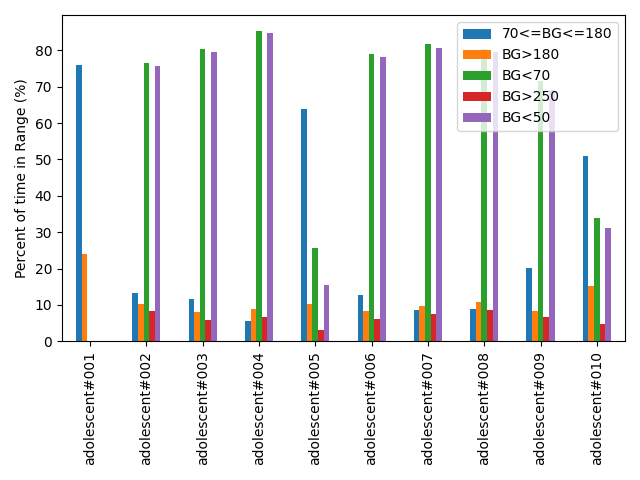 70<=BG<=180
BG>180
BG<70
BG>250
BG<50
Percent of time in Range (%)
80
70
60
50
40
30
20
10
0
adolescent#001
adolescent#002
adolescent#003
adolescent#004
adolescent#005
adolescent#006
adolescent#007
adolescent#008
adolescent#009
adolescent#010